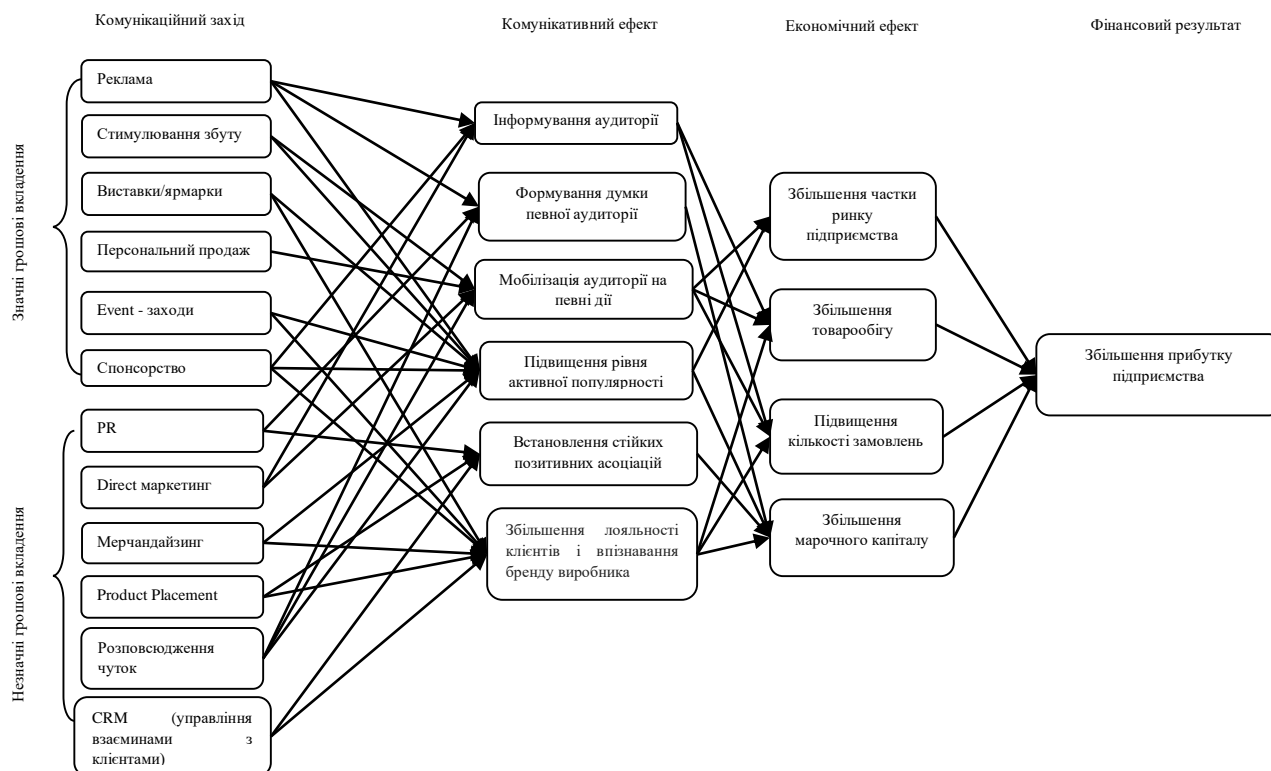 Комунікаційний захід
Комунікативний ефект
Економічний ефект
Фінансовий результат
Значні грошові вкладення
Реклама
Стимулювання збуту
Виставки/ярмарки
Персональний продаж
Event - заходи
Спонсорство
Незначні грошові вкладення
PR
Direct маркетинг
Мерчандайзинг
Product Placement
Розповсюдження
чуток
CRM (управління
взаєминами з
клієнтами)
Інформування аудиторії
Формування думки
певної аудиторії
Мобілізація аудиторії на
певні дії
Підвищення рівня
активної популярності
Встановлення стійких
позитивних асоціацій
Збільшення лояльності
клієнтів і впізнавання
бренду виробника
Збільшення частки
ринку
підприємства
Збільшення
товарообігу
Підвищення
кількості замовлень
Збільшення
марочного капіталу
Збільшення прибутку
підприємства